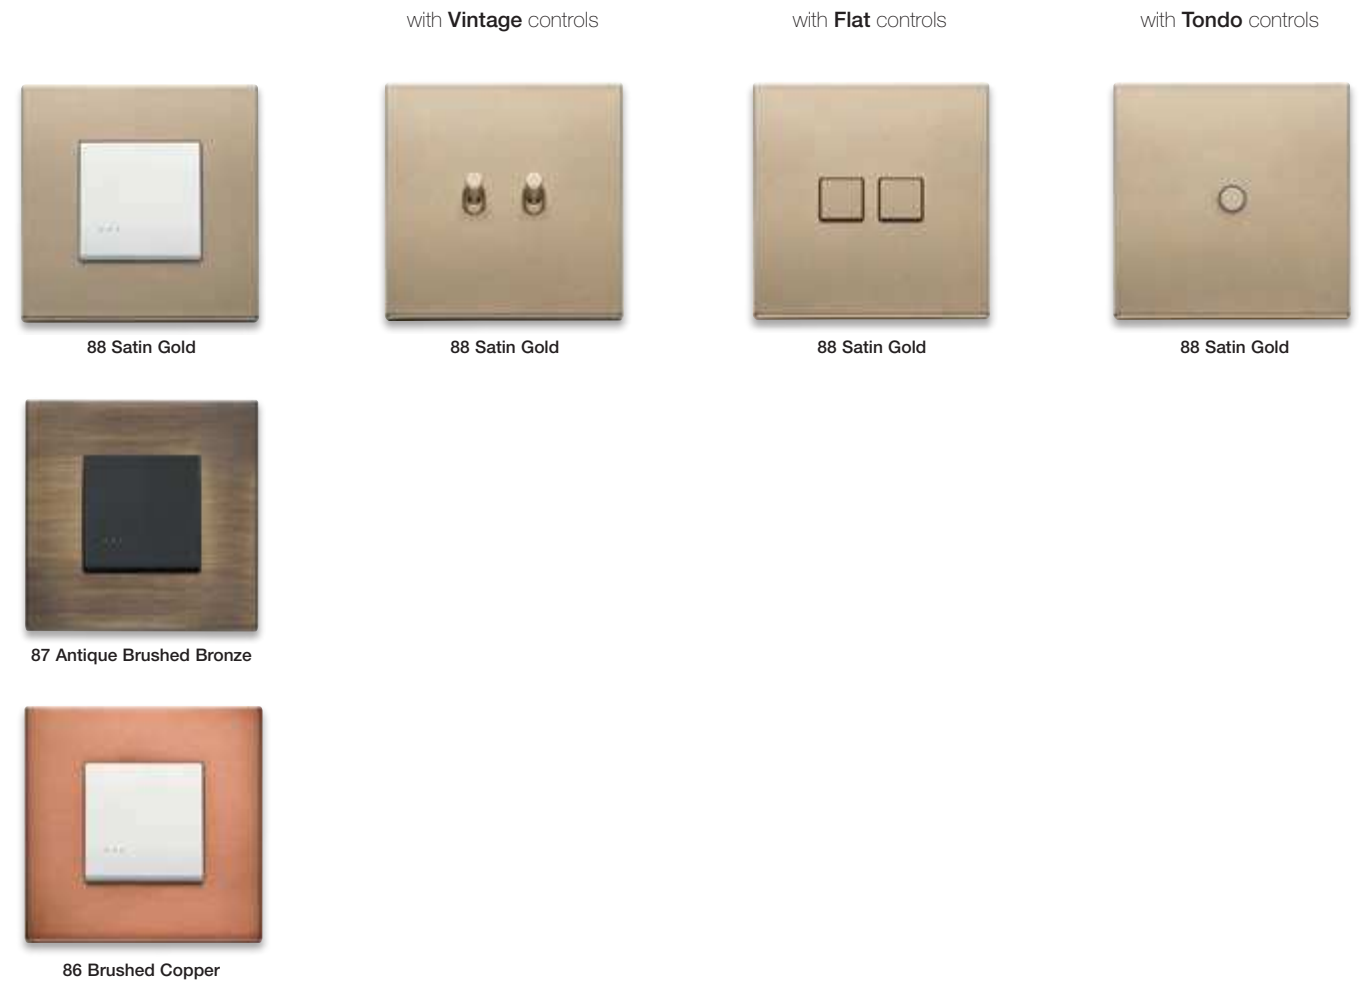 with Vintage controls
with Flat controls
with Tondo controls
88 Satin Gold
88 Satin Gold
88 Satin Gold
88 Satin Gold
87 Antique Brushed Bronze
86 Brushed Copper